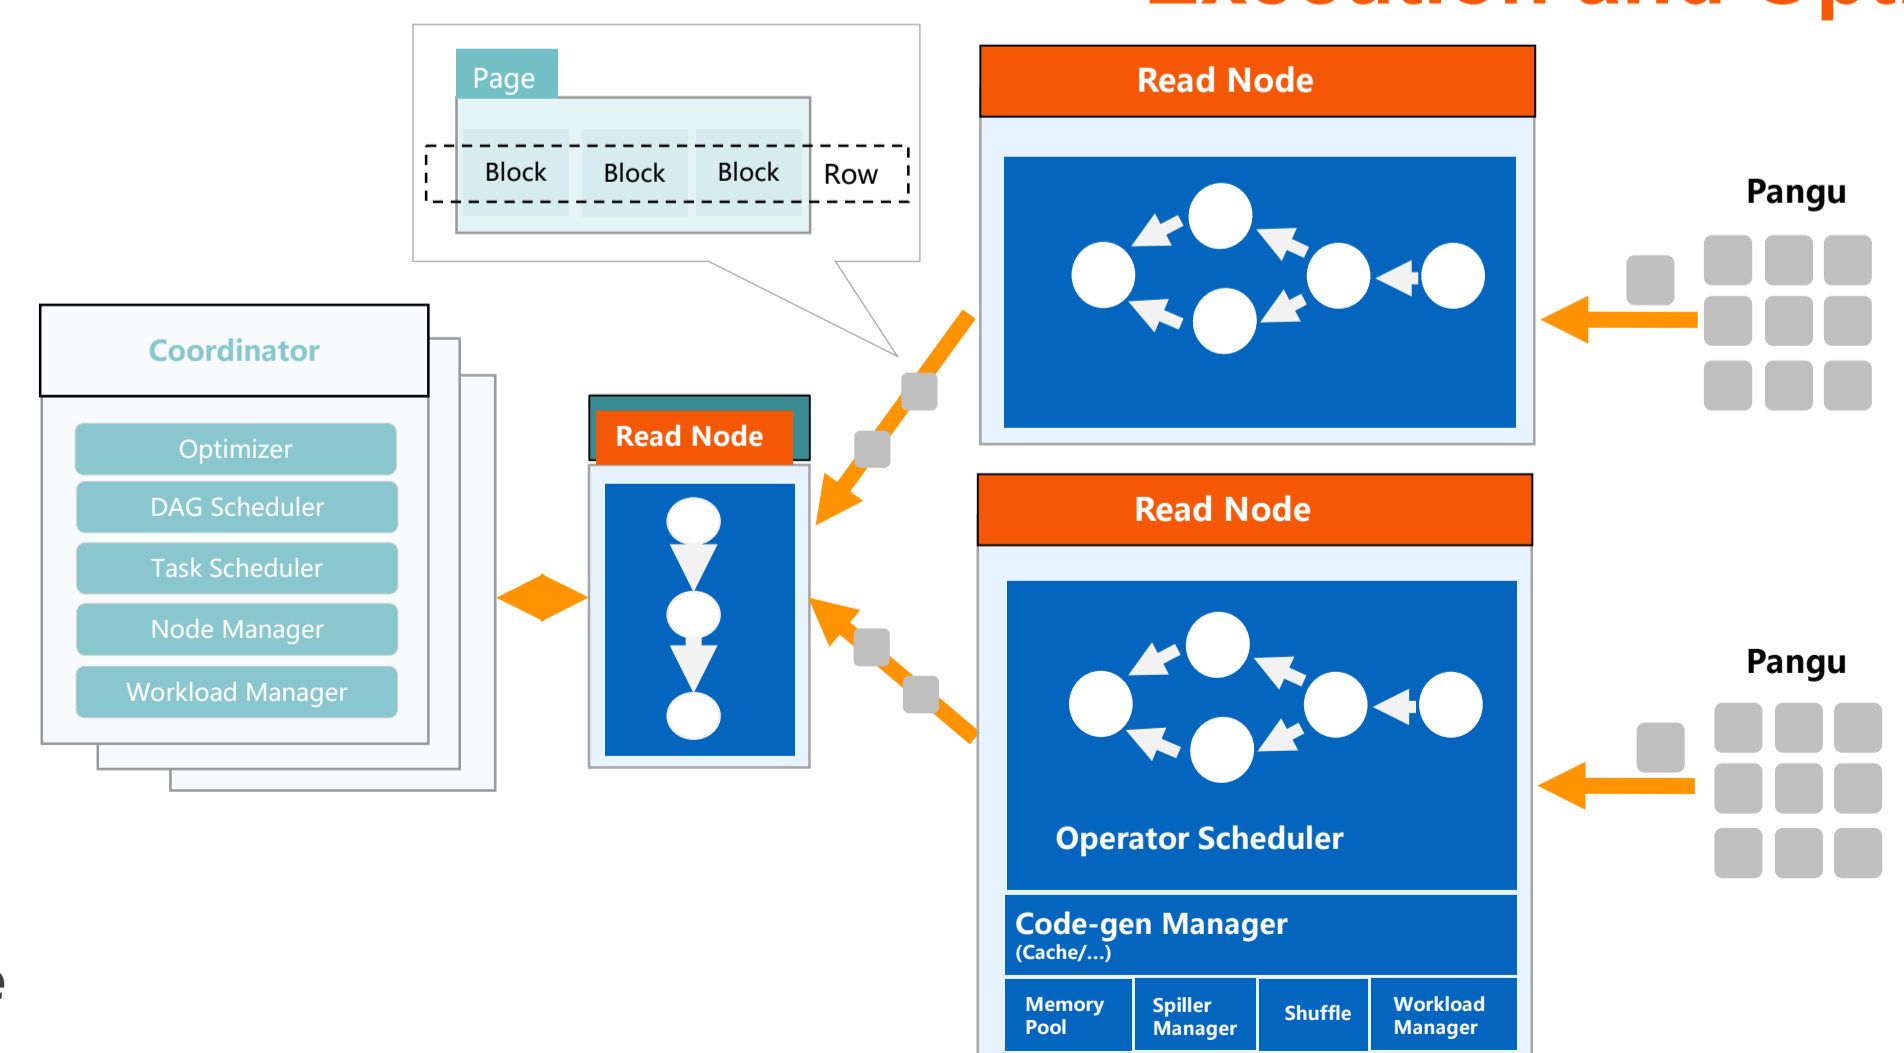 Page
Block Block Block Row
Read Node
Pangu
Coordinator
Optimizer
DAG Scheduler
Task Scheduler
Node Manager
Workload Manager
Read Node
Read Node
Pangu
Operator Scheduler
Code-gen Manager
(Cache/...)
Memory
Pool
Spiller
Manager
Shuffle
Workload
Manager